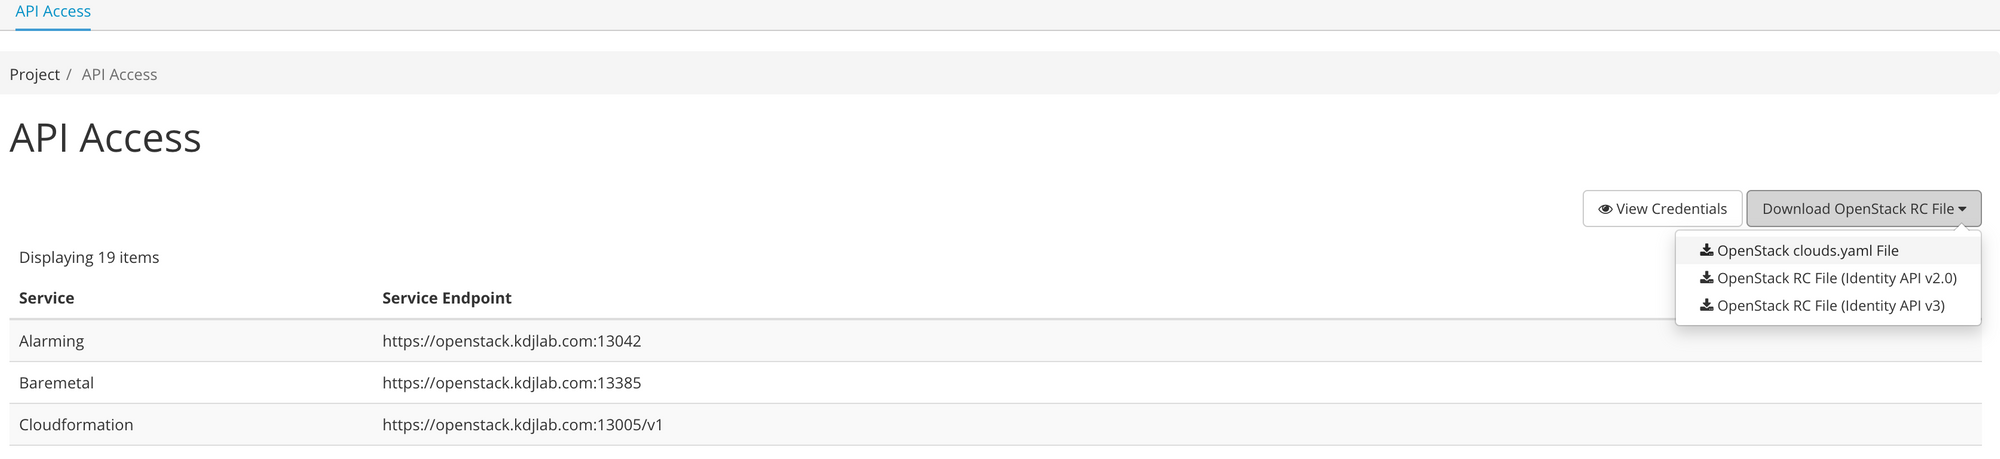 API Access
Project / API Access
API Access
View Credentials
Download OpenStack RC File
OpenStack clouds.yaml File
OpenStack RC File (Identity API v2.0)
OpenStack RC File (Identity API v3)
Displaying 19 items
Service Service Endpoint
Alarming https://openstack.kdjlab.com:13042
Baremetal https://openstack.kdjlab.com:13385
Cloudformation https://openstack.kdjlab.com:13005/v1